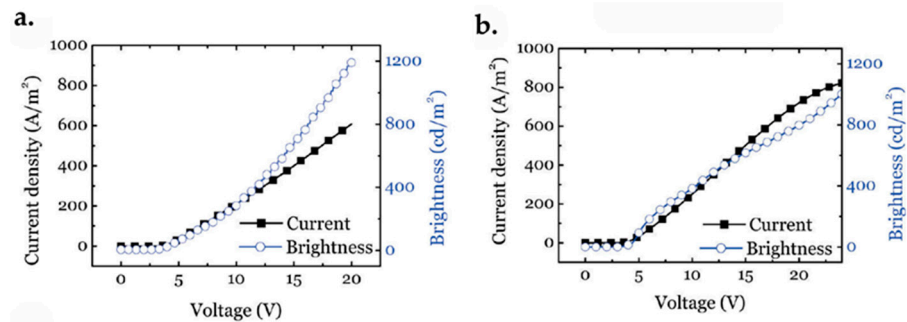 a.
1000
800
600
400
200
0
Current density (A/m²)
1200
800
400
0
Brightness (cd/m²)
Current
Brightness
0 5 10 15 20
Voltage (V)
b.
1000
800
600
400
200
0
Current density (A/m²)
1200
800
400
0
Brightness (cd/m²)
Current
Brightness
0 5 10 15 20
Voltage (V)